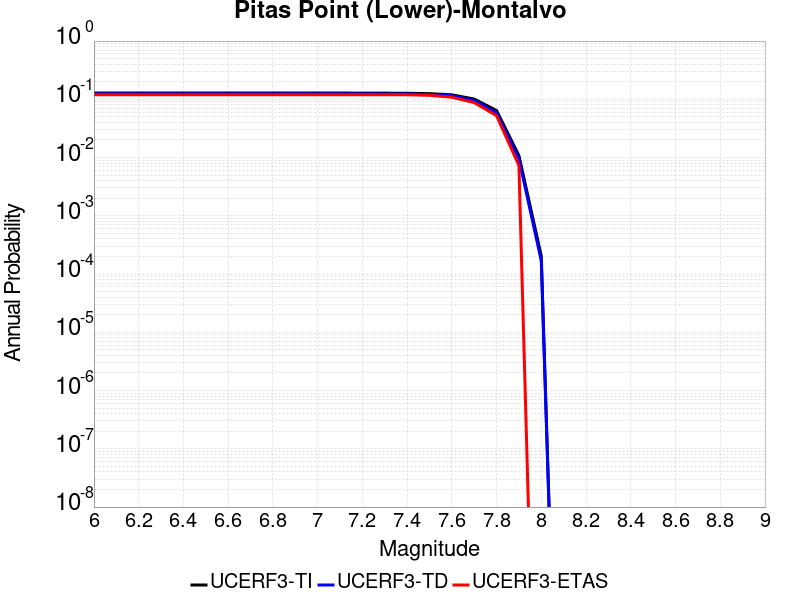 Pitas Point (Lower)-Montalvo
Annual Probability
10^0
10^-1
10^-2
10^-3
10^-4
10^-5
10^-6
10^-7
10^-8
6 6.2 6.4 6.6 6.8 7 7.2 7.4 7.6 7.8 8 8.2 8.4 8.6 8.8 9
Magnitude
UCERF3-TI UCERF3-TD UCERF3-ETAS